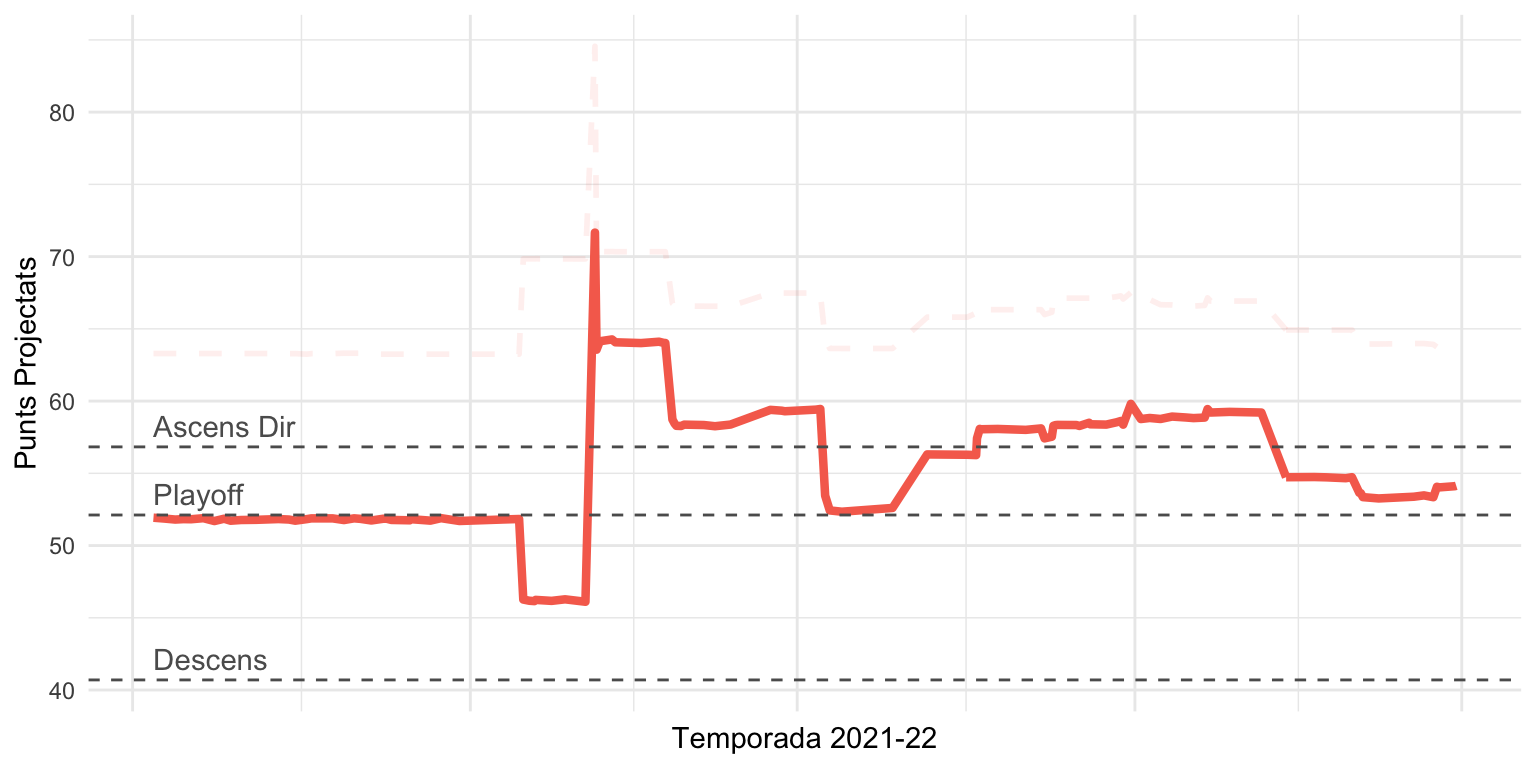 80
70
60
50
40
Punts Projectats
Ascens Dir
Playoff
Descens
Temporada 2021-22